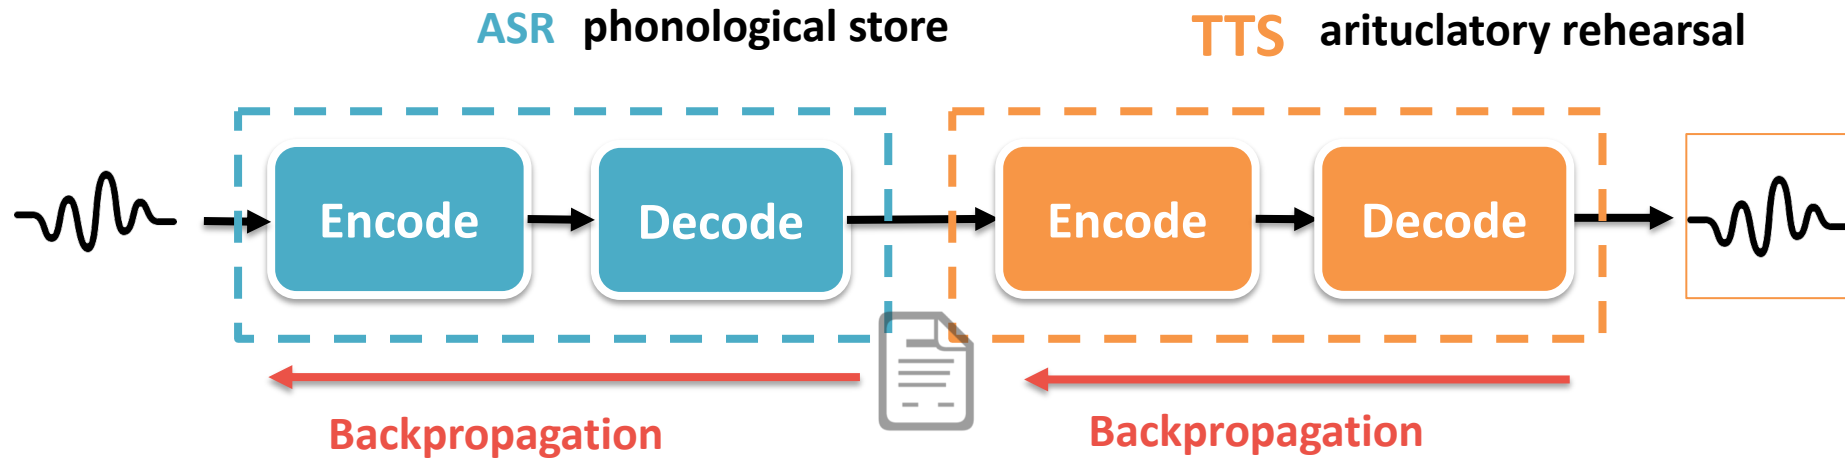 ASR phonological store
TTS arituclatory rehearsal
Encode
Decode
Encode
Decode
Backpropagation
Backpropagation